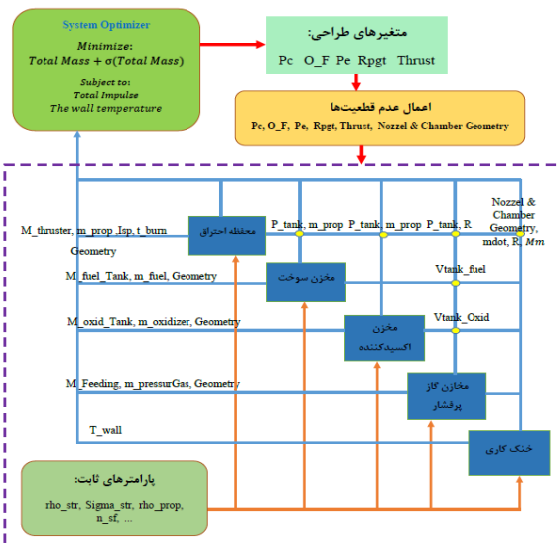 System Optimizer
Minimize:
Total Mass + σ(Total Mass)
Subject to:
Total Impulse
The wall temperature
متغیرهای طراحی:
Pc O_F Pe Rpgt Thrust
اعمال عدم قطعیت‌ها
Pc, O_F, Pe, Rpgt, Thrust, Nozzel & Chamber Geometry
M_thruster, m_prop ,Isp, t_burn
Geometry
محفظه احتراق
P_tank, m_prop
P_tank, m_prop
P_tank, R
Nozzel &
Chamber
Geometry,
mdot, R, Mm
M_fuel_Tank, m_fuel, Geometry
مخزن سوخت
Vtank_fuel
M_oxid_Tank, m_oxidizer, Geometry
مخزن
اکسیدکننده
Vtank_Oxid
M_Feeding, m_pressurGas, Geometry
مخازن گاز
پرفشار
T_wall
خنک کاری
پارامترهای ثابت:
rho_str, Sigma_str, rho_prop,
n_sf, ...